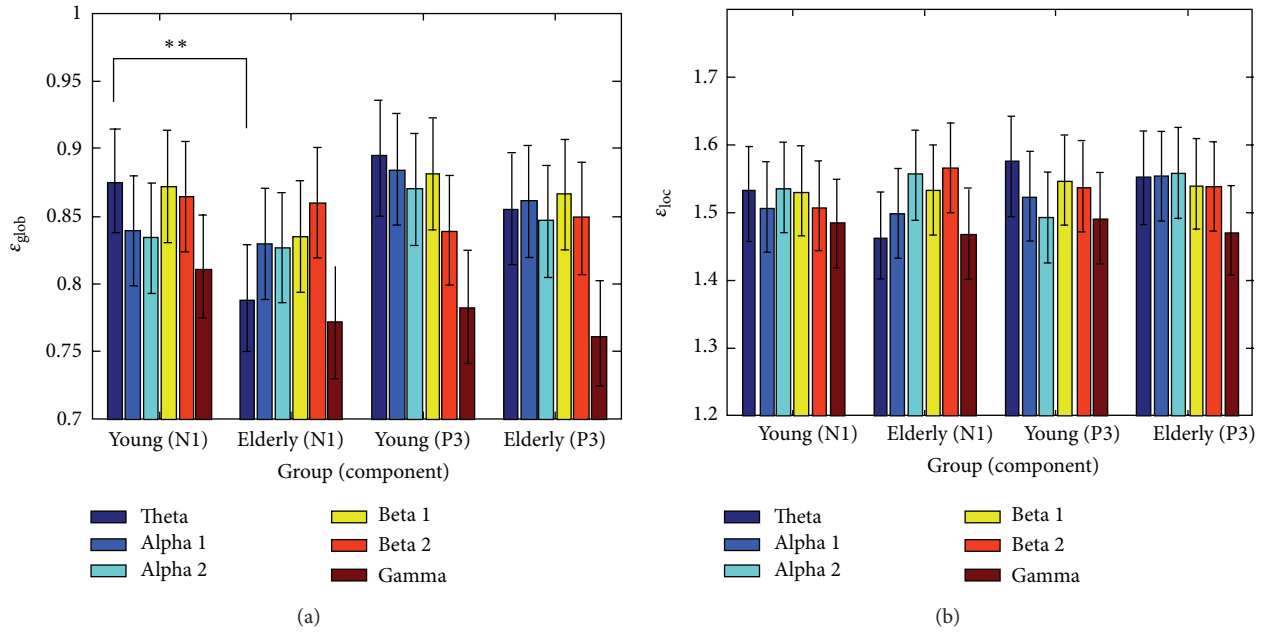 1
0.95
0.9
0.85
0.8
0.75
0.7
εglob
**
Young (N1) Elderly (N1) Young (P3) Elderly (P3)
Group (component)
Theta
Alpha 1
Alpha 2
Beta 1
Beta 2
Gamma
(a)
1.7
1.6
1.5
1.4
1.3
1.2
εloc
Young (N1) Elderly (N1) Young (P3) Elderly (P3)
Group (component)
Theta
Alpha 1
Alpha 2
Beta 1
Beta 2
Gamma
(b)